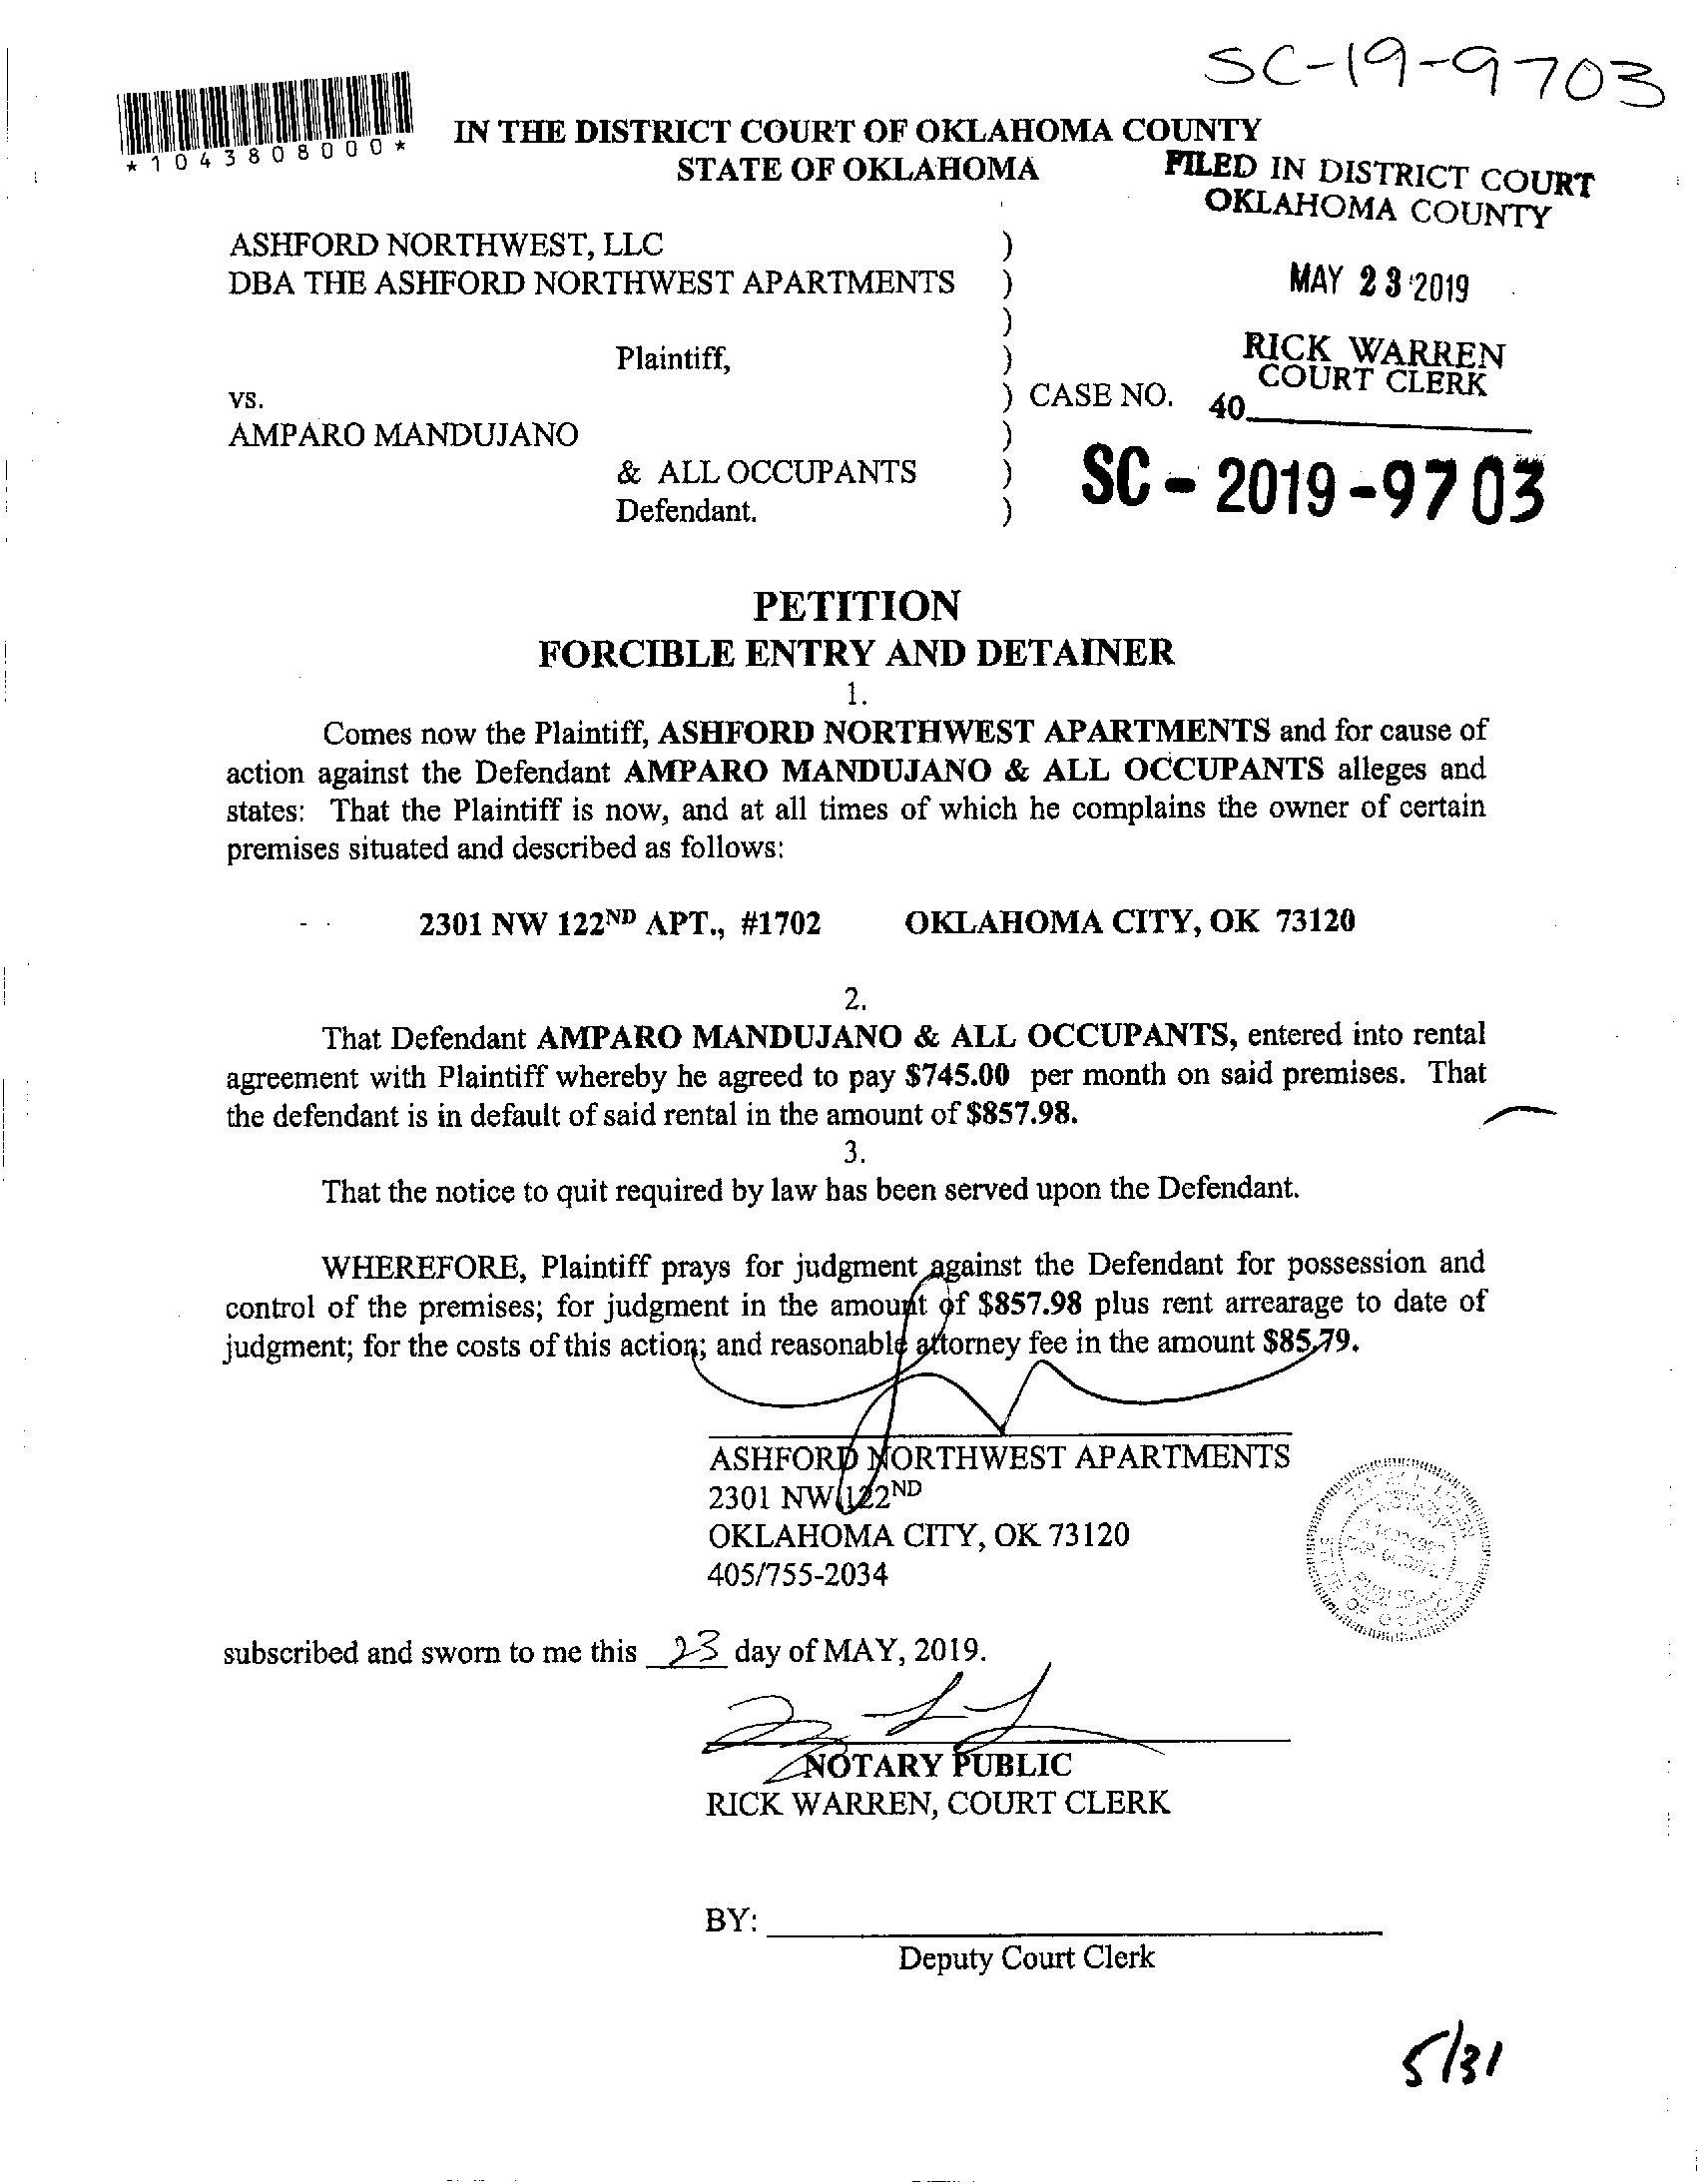 SC-19-9703
*1043808000*
IN THE DISTRICT COURT OF OKLAHOMA COUNTY
STATE OF OKLAHOMA
FILED IN DISTRICT COURT
OKLAHOMA COUNTY
ASHFORD NORTHWEST, LLC )
DBA THE ASHFORD NORTHWEST APARTMENTS )
MAY 23 2019
)
Plaintiff, )
RICK WARREN
COURT CLERK
vs. ) CASE NO. 40
AMPARO MANDUJANO )
& ALL OCCUPANTS )
SC - 2019 - 9703
Defendant. )
PETITION
FORCIBLE ENTRY AND DETAINER
1.
Comes now the Plaintiff, ASHFORD NORTHWEST APARTMENTS and for cause of
action against the Defendant AMPARO MANDUJANO & ALL OCCUPANTS alleges and
states: That the Plaintiff is now, and at all times of which he complains the owner of certain
premises situated and described as follows:
2301 NW 122ND APT., #1702 OKLAHOMA CITY, OK 73120
2.
That Defendant AMPARO MANDUJANO & ALL OCCUPANTS, entered into rental
agreement with Plaintiff whereby he agreed to pay $745.00 per month on said premises. That
the defendant is in default of said rental in the amount of $857.98.
3.
That the notice to quit required by law has been served upon the Defendant.
WHEREFORE, Plaintiff prays for judgment against the Defendant for possession and
control of the premises; for judgment in the amount of $857.98 plus rent arrearage to date of
judgment; for the costs of this action; and reasonable attorney fee in the amount $85.79.
ASHFORD NORTHWEST APARTMENTS
2301 NW 122ND
OKLAHOMA CITY, OK 73120
405/755-2034
subscribed and sworn to me this 23 day of MAY, 2019.
NOTARY PUBLIC
RICK WARREN, COURT CLERK
BY:
Deputy Court Clerk
5/31